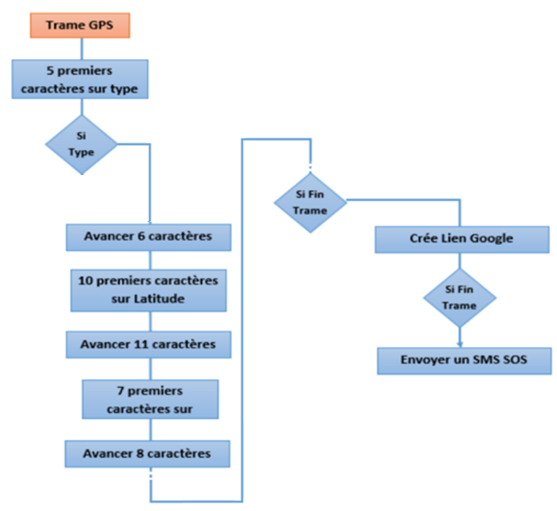 Trame GPS
5 premiers
caractères sur type
Si
Type
Avancer 6 caractères
10 premiers caractères
sur Latitude
Avancer 11 caractères
7 premiers
caractères sur
Avancer 8 caractères
Si Fin
Trame
Crée Lien Google
Si Fin
Trame
Envoyer un SMS SOS